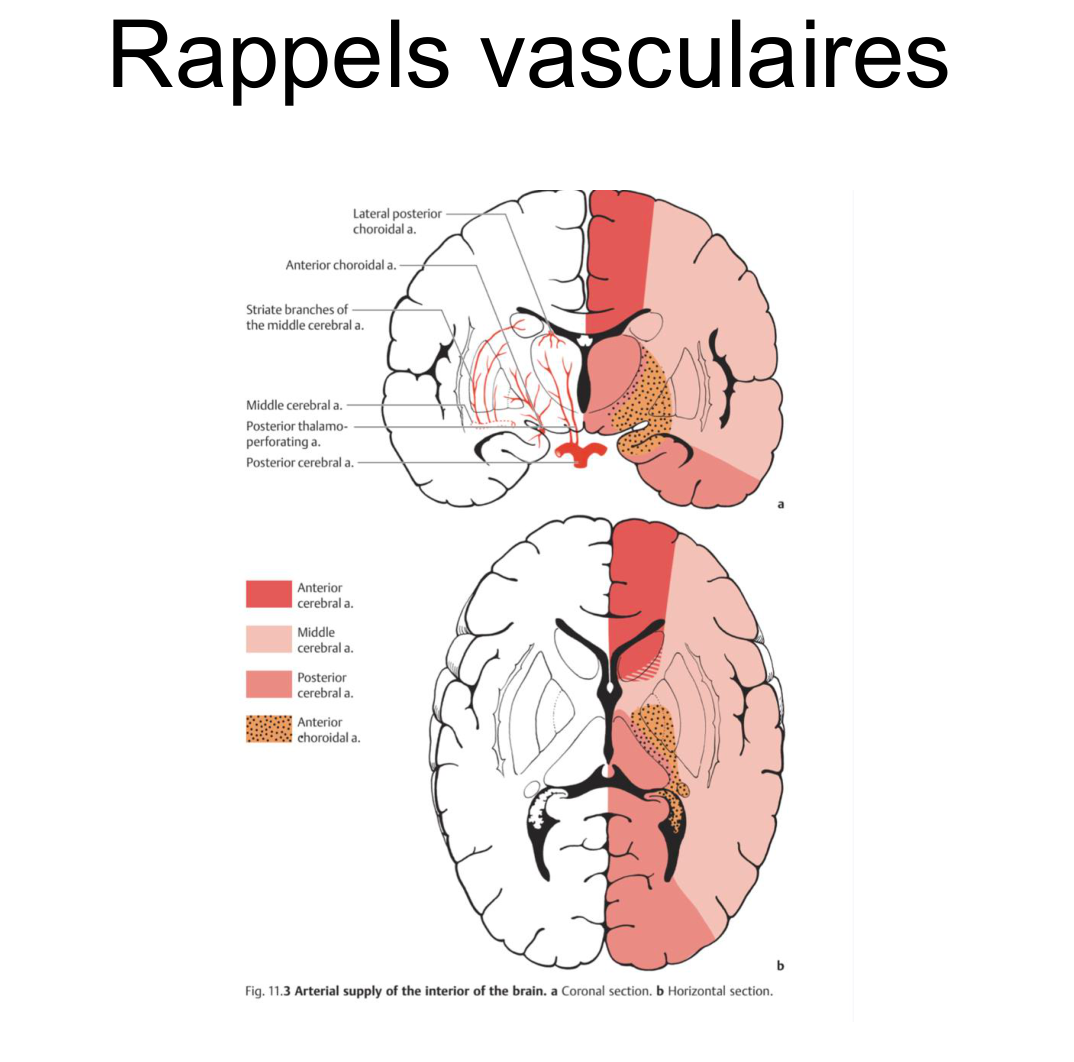 Rappels vasculaires
Lateral posterior
choroidal a.
Anterior choroidal a.
Striate branches of
the middle cerebral a.
Middle cerebral a.
Posterior thalamo-
perforating a.
Posterior cerebral a.
a
Anterior
cerebral a.
Middle
cerebral a.
Posterior
cerebral a.
Anterior
choroidal a.
b
Fig. 11.3 Arterial supply of the interior of the brain. a Coronal section. b Horizontal section.